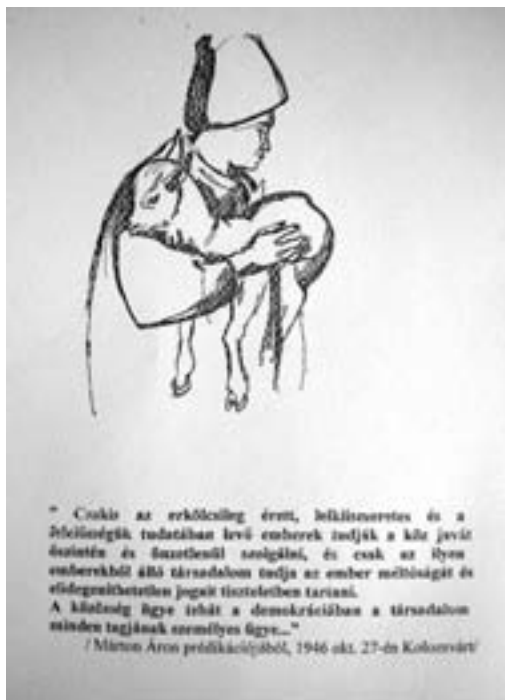 " Csakis az erkölcsileg érett, lelkiismeretes és a
felelősségük tudatában levő emberek tudják a köz javát
őszintén és önzetlenül szolgálni, és csak az ilyen
emberekből álló társadalom tudja az ember méltóságát és
elidegeníthetetlen jogait tiszteletben tartani.
A közösség ügye tehát a demokráciában a társadalom
minden tagjának személyes ügye..."
/ Márton Áron prédikációjából, 1946 okt. 27-én Kolozsvárt/